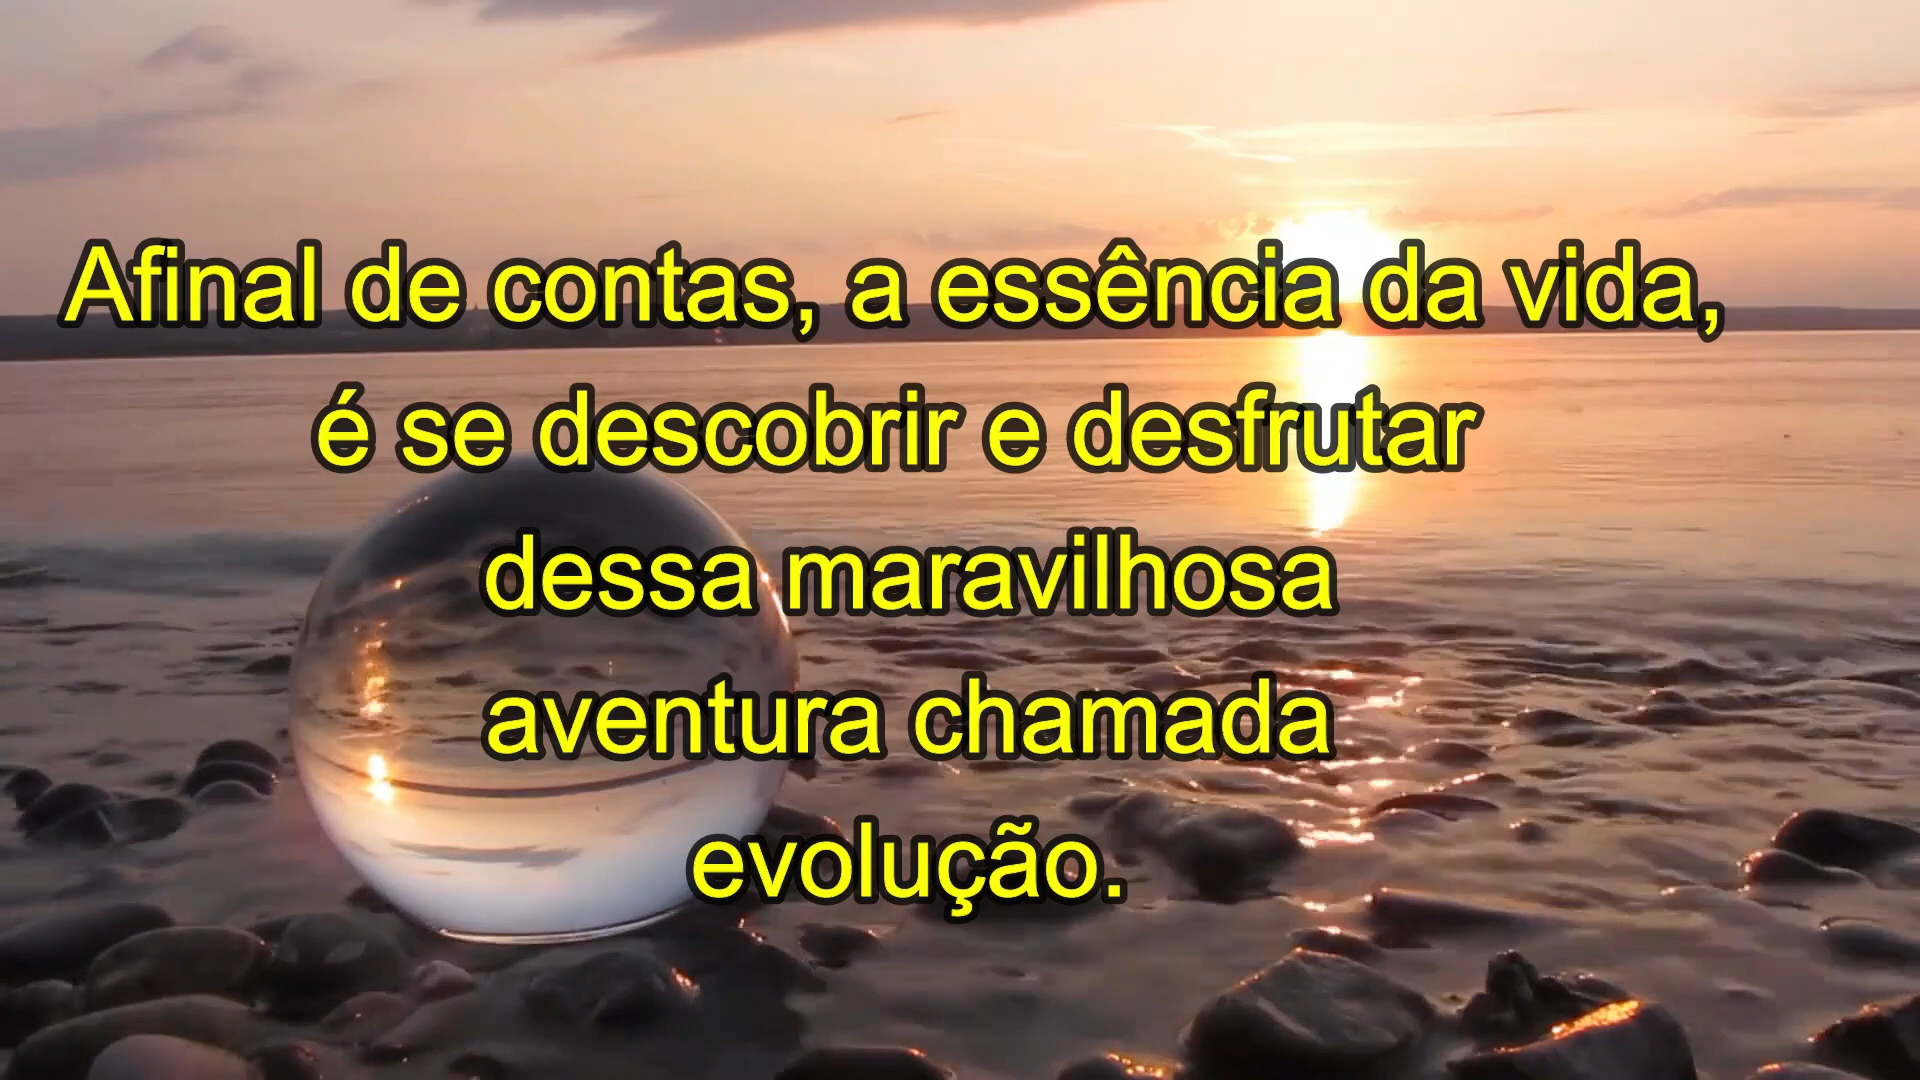 Afinal de contas, a essência da vida,
é se descobrir e desfrutar
dessa maravilhosa
aventura chamada
evolução.